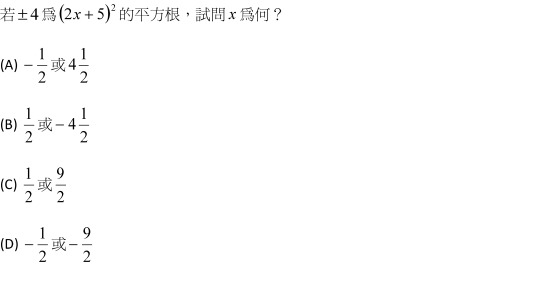 若 ± 4 為 (2x + 5)² 的平方根，試問 x 為何？
(A) − 1/2 或 4 1/2
(B) 1/2 或 − 4 1/2
(C) 1/2 或 9/2
(D) − 1/2 或 − 9/2